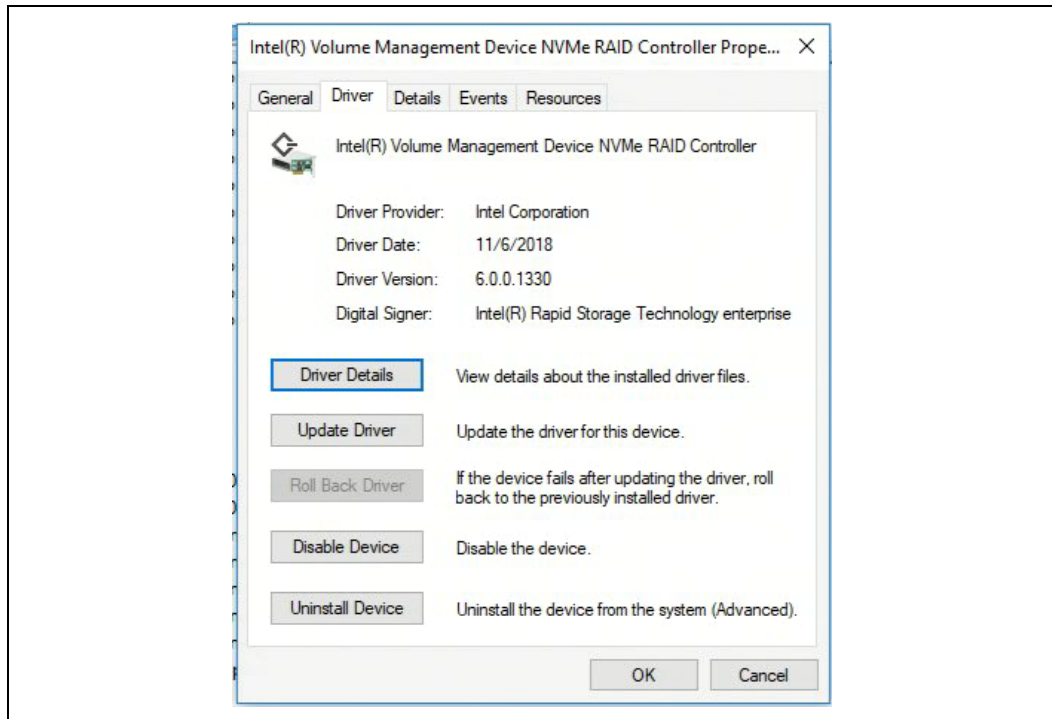 Intel(R) Volume Management Device NVMe RAID Controller Prope...
General Driver Details Events Resources
Intel(R) Volume Management Device NVMe RAID Controller
Driver Provider: Intel Corporation
Driver Date: 11/6/2018
Driver Version: 6.0.0.1330
Digital Signer: Intel(R) Rapid Storage Technology enterprise
Driver Details View details about the installed driver files.
Update Driver Update the driver for this device.
Roll Back Driver If the device fails after updating the driver, roll
back to the previously installed driver.
Disable Device Disable the device.
Uninstall Device Uninstall the device from the system (Advanced).
OK Cancel